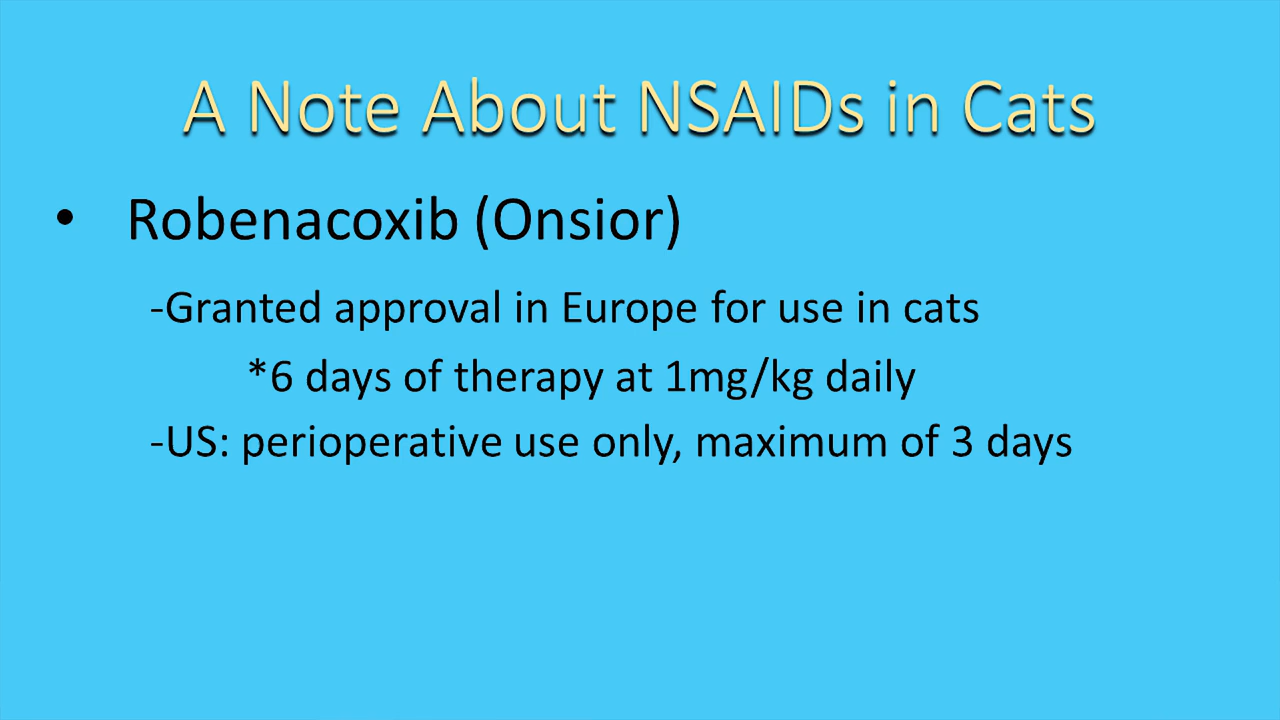 A Note About NSAIDs in Cats
• Robenacoxib (Onsior)
-Granted approval in Europe for use in cats
*6 days of therapy at 1mg/kg daily
-US: perioperative use only, maximum of 3 days